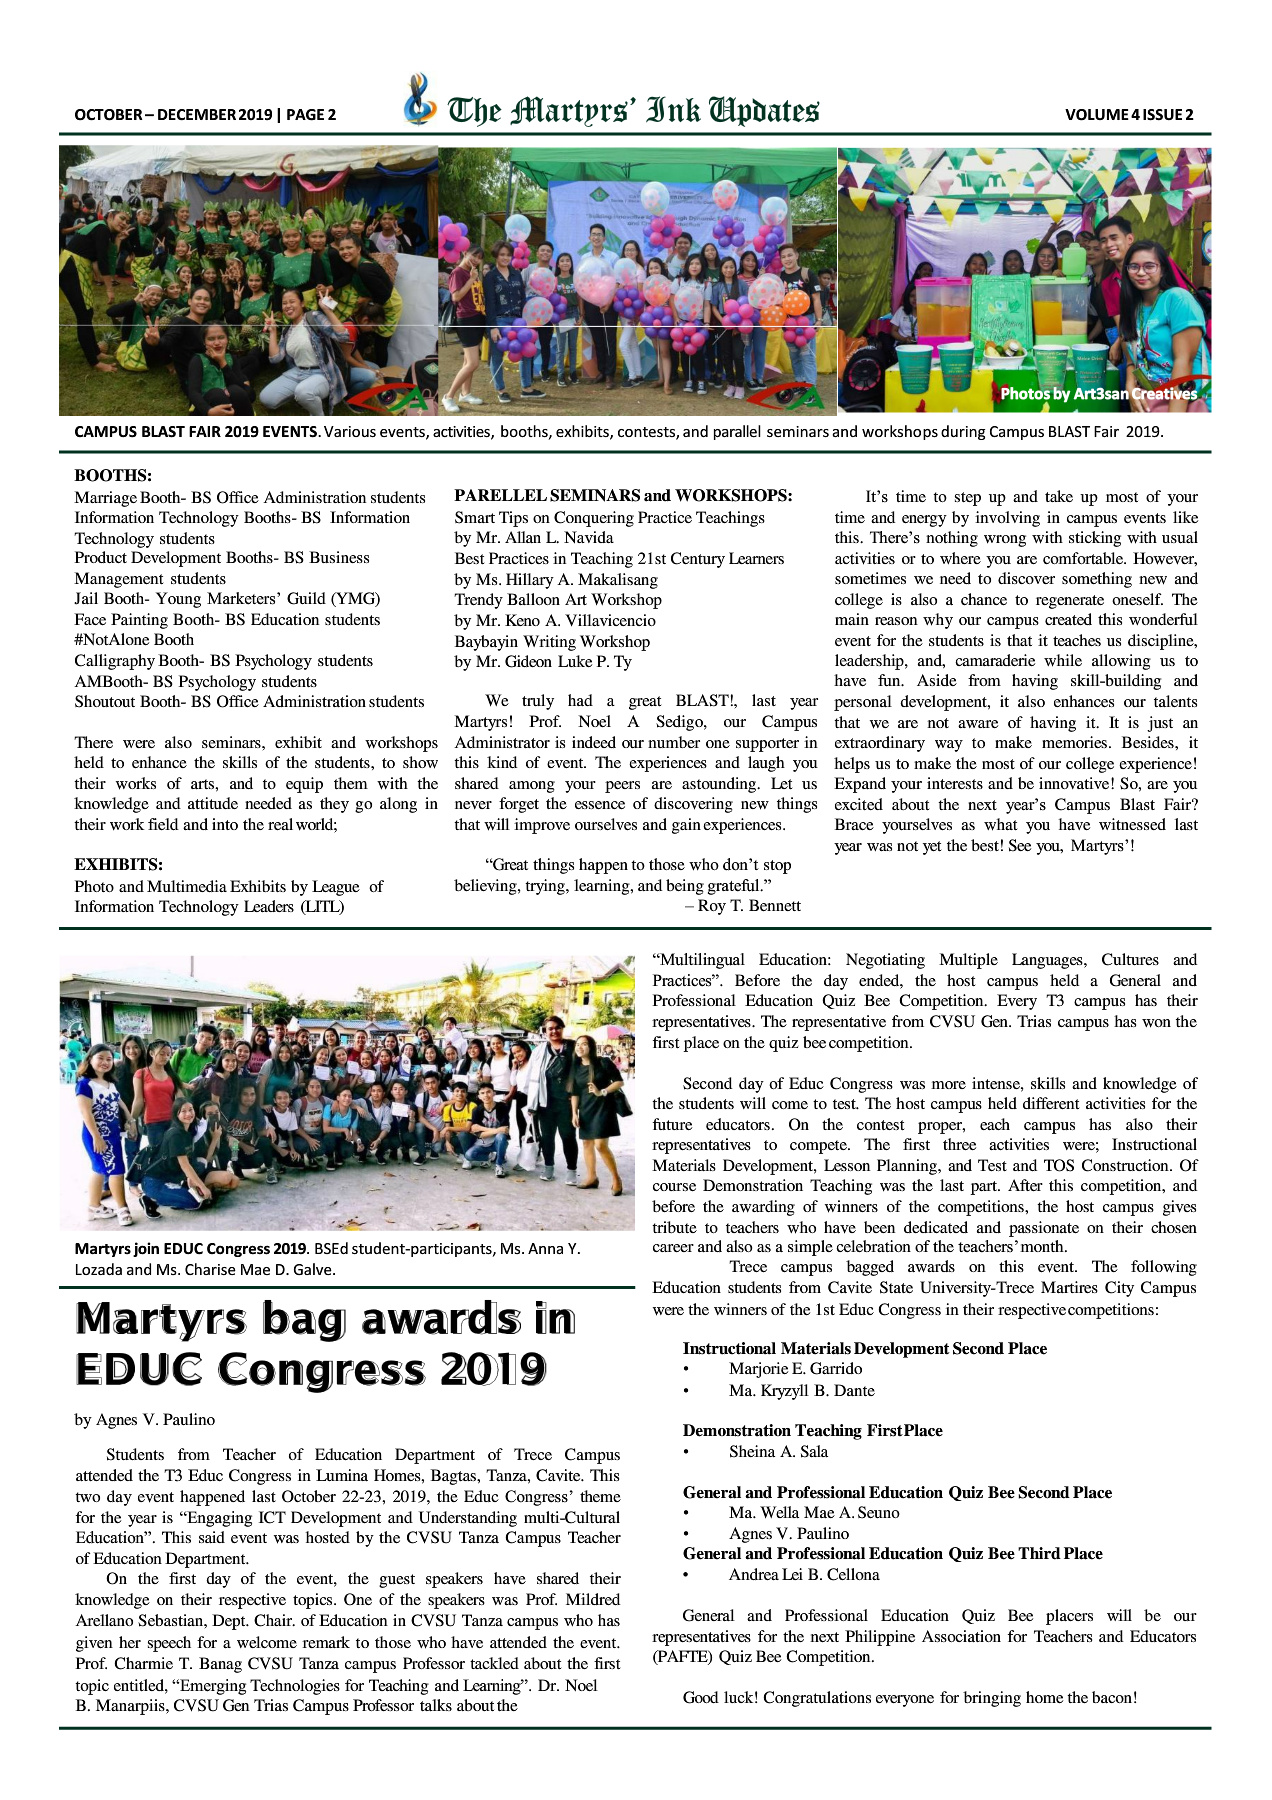 OCTOBER – DECEMBER 2019 | PAGE 2
The Martyrs' Ink Updates
VOLUME 4 ISSUE 2
Photos by Art3san Creatives
CAMPUS BLAST FAIR 2019 EVENTS. Various events, activities, booths, exhibits, contests, and parallel seminars and workshops during Campus BLAST Fair 2019.
BOOTHS:
Marriage Booth- BS Office Administration students
Information Technology Booths- BS Information
Technology students
Product Development Booths- BS Business
Management students
Jail Booth- Young Marketers' Guild (YMG)
Face Painting Booth- BS Education students
#NotAlone Booth
Calligraphy Booth- BS Psychology students
AMBooth- BS Psychology students
Shoutout Booth- BS Office Administration students
There were also seminars, exhibit and workshops
held to enhance the skills of the students, to show
their works of arts, and to equip them with the
knowledge and attitude needed as they go along in
their work field and into the real world;
EXHIBITS:
Photo and Multimedia Exhibits by League of
Information Technology Leaders (LITL)
PARELLEL SEMINARS and WORKSHOPS:
Smart Tips on Conquering Practice Teachings
by Mr. Allan L. Navida
Best Practices in Teaching 21st Century Learners
by Ms. Hillary A. Makalisang
Trendy Balloon Art Workshop
by Mr. Keno A. Villavicencio
Baybayin Writing Workshop
by Mr. Gideon Luke P. Ty
We truly had a great BLAST!, last year
Martyrs! Prof. Noel A Sedigo, our Campus
Administrator is indeed our number one supporter in
this kind of event. The experiences and laugh you
shared among your peers are astounding. Let us
never forget the essence of discovering new things
that will improve ourselves and gain experiences.
“Great things happen to those who don’t stop
believing, trying, learning, and being grateful.”
– Roy T. Bennett
It’s time to step up and take up most of your
time and energy by involving in campus events like
this. There’s nothing wrong with sticking with usual
activities or to where you are comfortable. However,
sometimes we need to discover something new and
college is also a chance to regenerate oneself. The
main reason why our campus created this wonderful
event for the students is that it teaches us discipline,
leadership, and, camaraderie while allowing us to
have fun. Aside from having skill-building and
personal development, it also enhances our talents
that we are not aware of having it. It is just an
extraordinary way to make memories. Besides, it
helps us to make the most of our college experience!
Expand your interests and be innovative! So, are you
excited about the next year’s Campus Blast Fair?
Brace yourselves as what you have witnessed last
year was not yet the best! See you, Martyrs’!
Martyrs join EDUC Congress 2019. BSEd student-participants, Ms. Anna Y.
Lozada and Ms. Charise Mae D. Galve.
Martyrs bag awards in
EDUC Congress 2019
by Agnes V. Paulino
Students from Teacher of Education Department of Trece Campus
attended the T3 Educ Congress in Lumina Homes, Bagtas, Tanza, Cavite. This
two day event happened last October 22-23, 2019, the Educ Congress’ theme
for the year is “Engaging ICT Development and Understanding multi-Cultural
Education”. This said event was hosted by the CVSU Tanza Campus Teacher
of Education Department.
On the first day of the event, the guest speakers have shared their
knowledge on their respective topics. One of the speakers was Prof. Mildred
Arellano Sebastian, Dept. Chair. of Education in CVSU Tanza campus who has
given her speech for a welcome remark to those who have attended the event.
Prof. Charmie T. Banag CVSU Tanza campus Professor tackled about the first
topic entitled, “Emerging Technologies for Teaching and Learning”. Dr. Noel
B. Manarpiis, CVSU Gen Trias Campus Professor talks about the
“Multilingual Education: Negotiating Multiple Languages, Cultures and
Practices”. Before the day ended, the host campus held a General and
Professional Education Quiz Bee Competition. Every T3 campus has their
representatives. The representative from CVSU Gen. Trias campus has won the
first place on the quiz bee competition.
Second day of Educ Congress was more intense, skills and knowledge of
the students will come to test. The host campus held different activities for the
future educators. On the contest proper, each campus has also their
representatives to compete. The first three activities were; Instructional
Materials Development, Lesson Planning, and Test and TOS Construction. Of
course Demonstration Teaching was the last part. After this competition, and
before the awarding of winners of the competitions, the host campus gives
tribute to teachers who have been dedicated and passionate on their chosen
career and also as a simple celebration of the teachers’ month.
Trece campus bagged awards on this event. The following
Education students from Cavite State University-Trece Martires City Campus
were the winners of the 1st Educ Congress in their respective competitions:
Instructional Materials Development Second Place
• Marjorie E. Garrido
• Ma. Kryzyll B. Dante
Demonstration Teaching First Place
• Sheina A. Sala
General and Professional Education Quiz Bee Second Place
• Ma. Wella Mae A. Seuno
• Agnes V. Paulino
General and Professional Education Quiz Bee Third Place
• Andrea Lei B. Cellona
General and Professional Education Quiz Bee placers will be our
representatives for the next Philippine Association for Teachers and Educators
(PAFTE) Quiz Bee Competition.
Good luck! Congratulations everyone for bringing home the bacon!